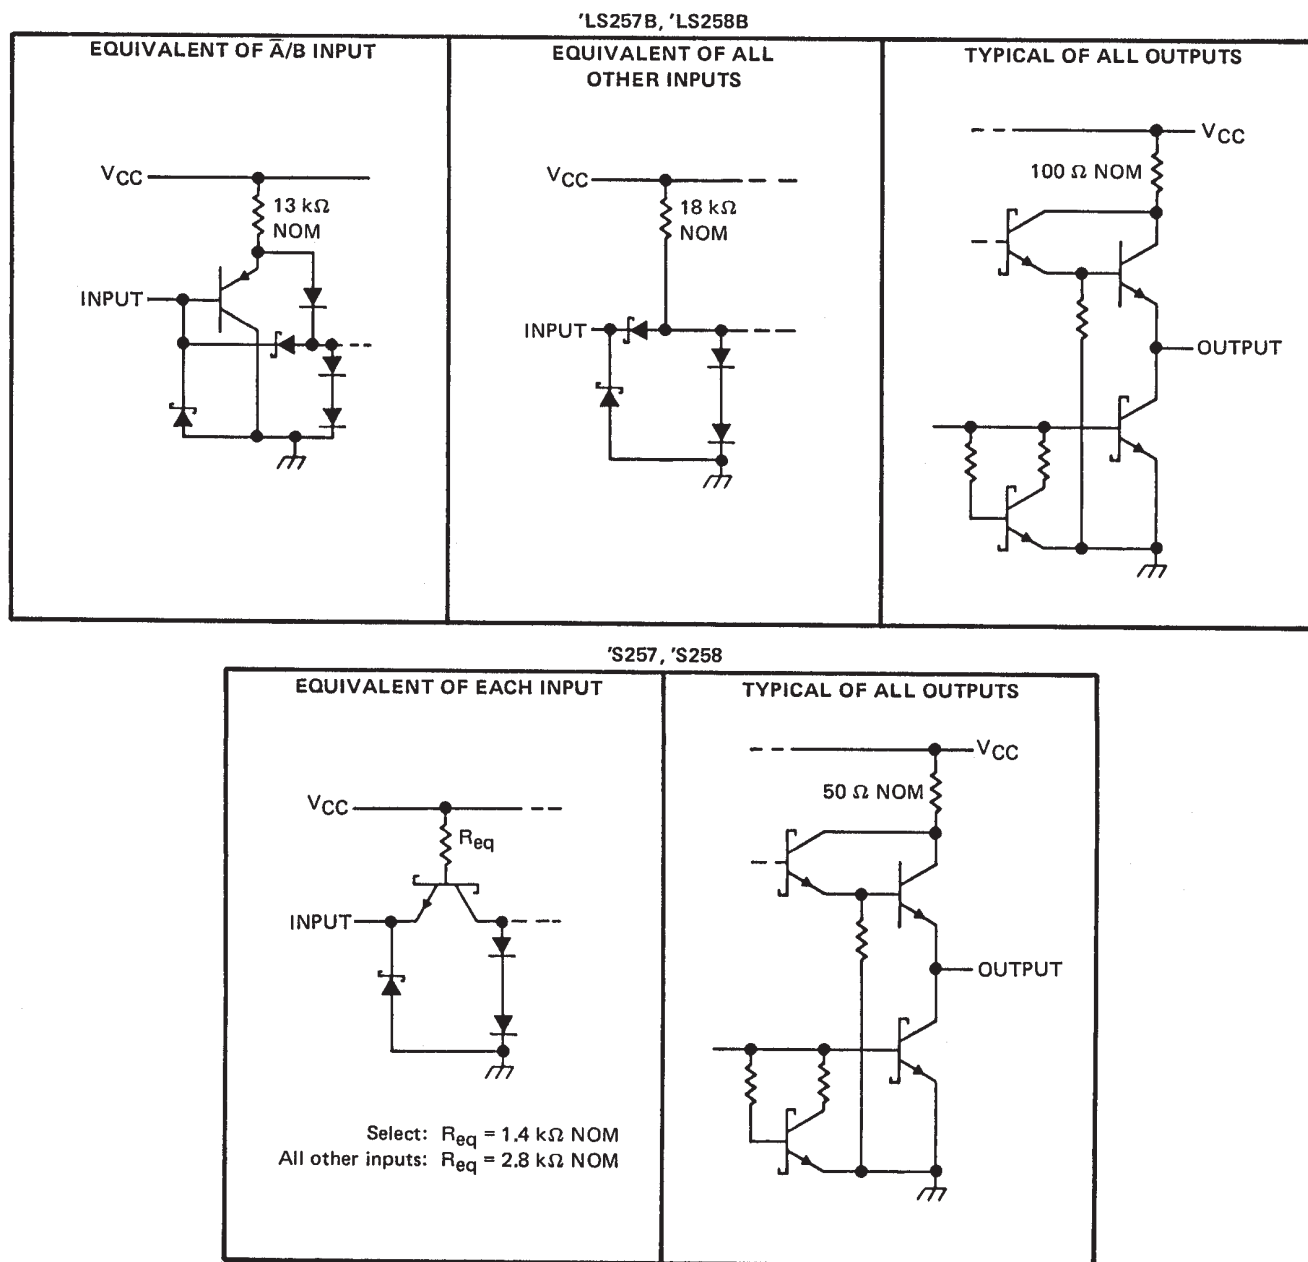 'LS257B, 'LS258B
EQUIVALENT OF A̅/B INPUT
VCC
13 kΩ
NOM
INPUT
EQUIVALENT OF ALL
OTHER INPUTS
VCC
18 kΩ
NOM
INPUT
TYPICAL OF ALL OUTPUTS
VCC
100 Ω NOM
OUTPUT
'S257, 'S258
EQUIVALENT OF EACH INPUT
VCC
Req
INPUT
Select: Req = 1.4 kΩ NOM
All other inputs: Req = 2.8 kΩ NOM
TYPICAL OF ALL OUTPUTS
VCC
50 Ω NOM
OUTPUT